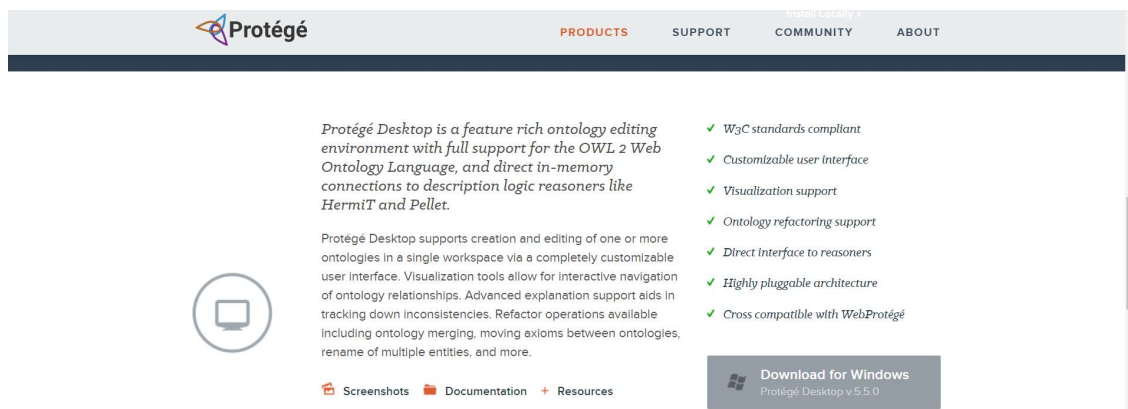 Install Locally »
Protégé
PRODUCTS SUPPORT COMMUNITY ABOUT
Protégé Desktop is a feature rich ontology editing
environment with full support for the OWL 2 Web
Ontology Language, and direct in-memory
connections to description logic reasoners like
HermiT and Pellet.
Protégé Desktop supports creation and editing of one or more
ontologies in a single workspace via a completely customizable
user interface. Visualization tools allow for interactive navigation
of ontology relationships. Advanced explanation support aids in
tracking down inconsistencies. Refactor operations available
including ontology merging, moving axioms between ontologies,
rename of multiple entities, and more.
Screenshots Documentation + Resources
✓ W3C standards compliant
✓ Customizable user interface
✓ Visualization support
✓ Ontology refactoring support
✓ Direct interface to reasoners
✓ Highly pluggable architecture
✓ Cross compatible with WebProtégé
Download for Windows
Protégé Desktop v.5.5.0